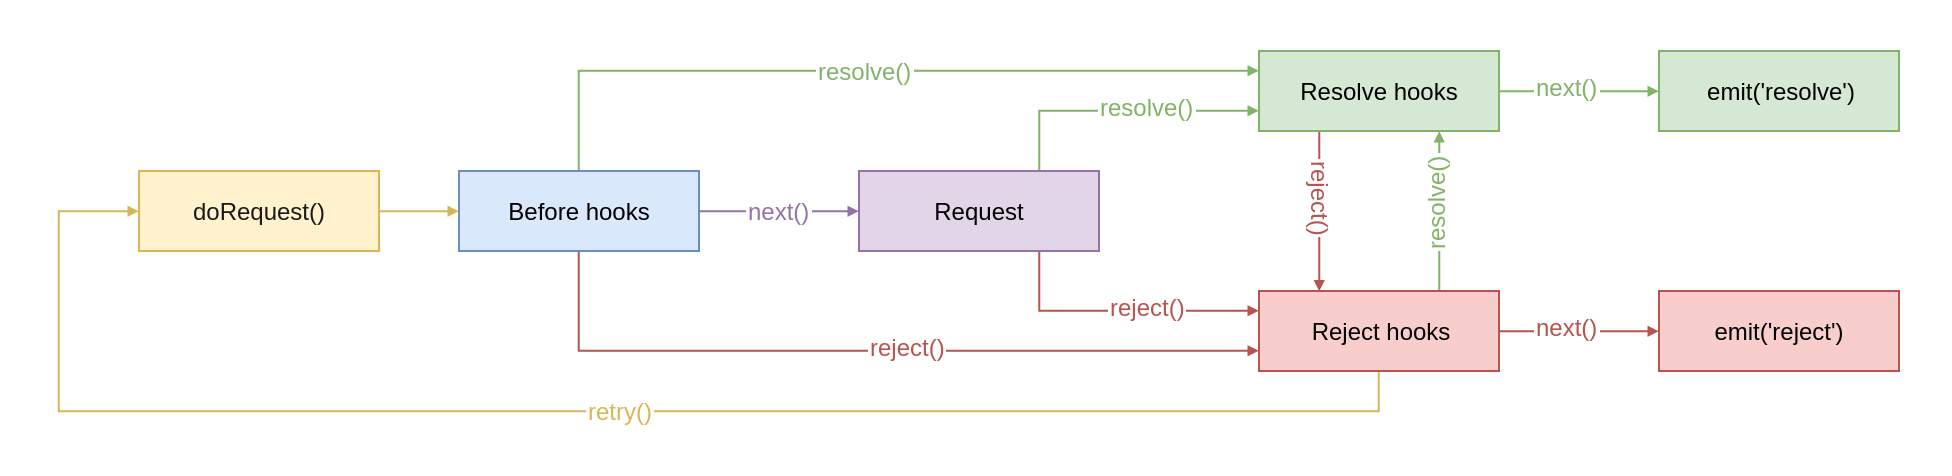 resolve()
Resolve hooks
next()
emit('resolve')
resolve()
reject()
resolve()
doRequest()
Before hooks
next()
Request
reject()
Reject hooks
next()
emit('reject')
reject()
retry()